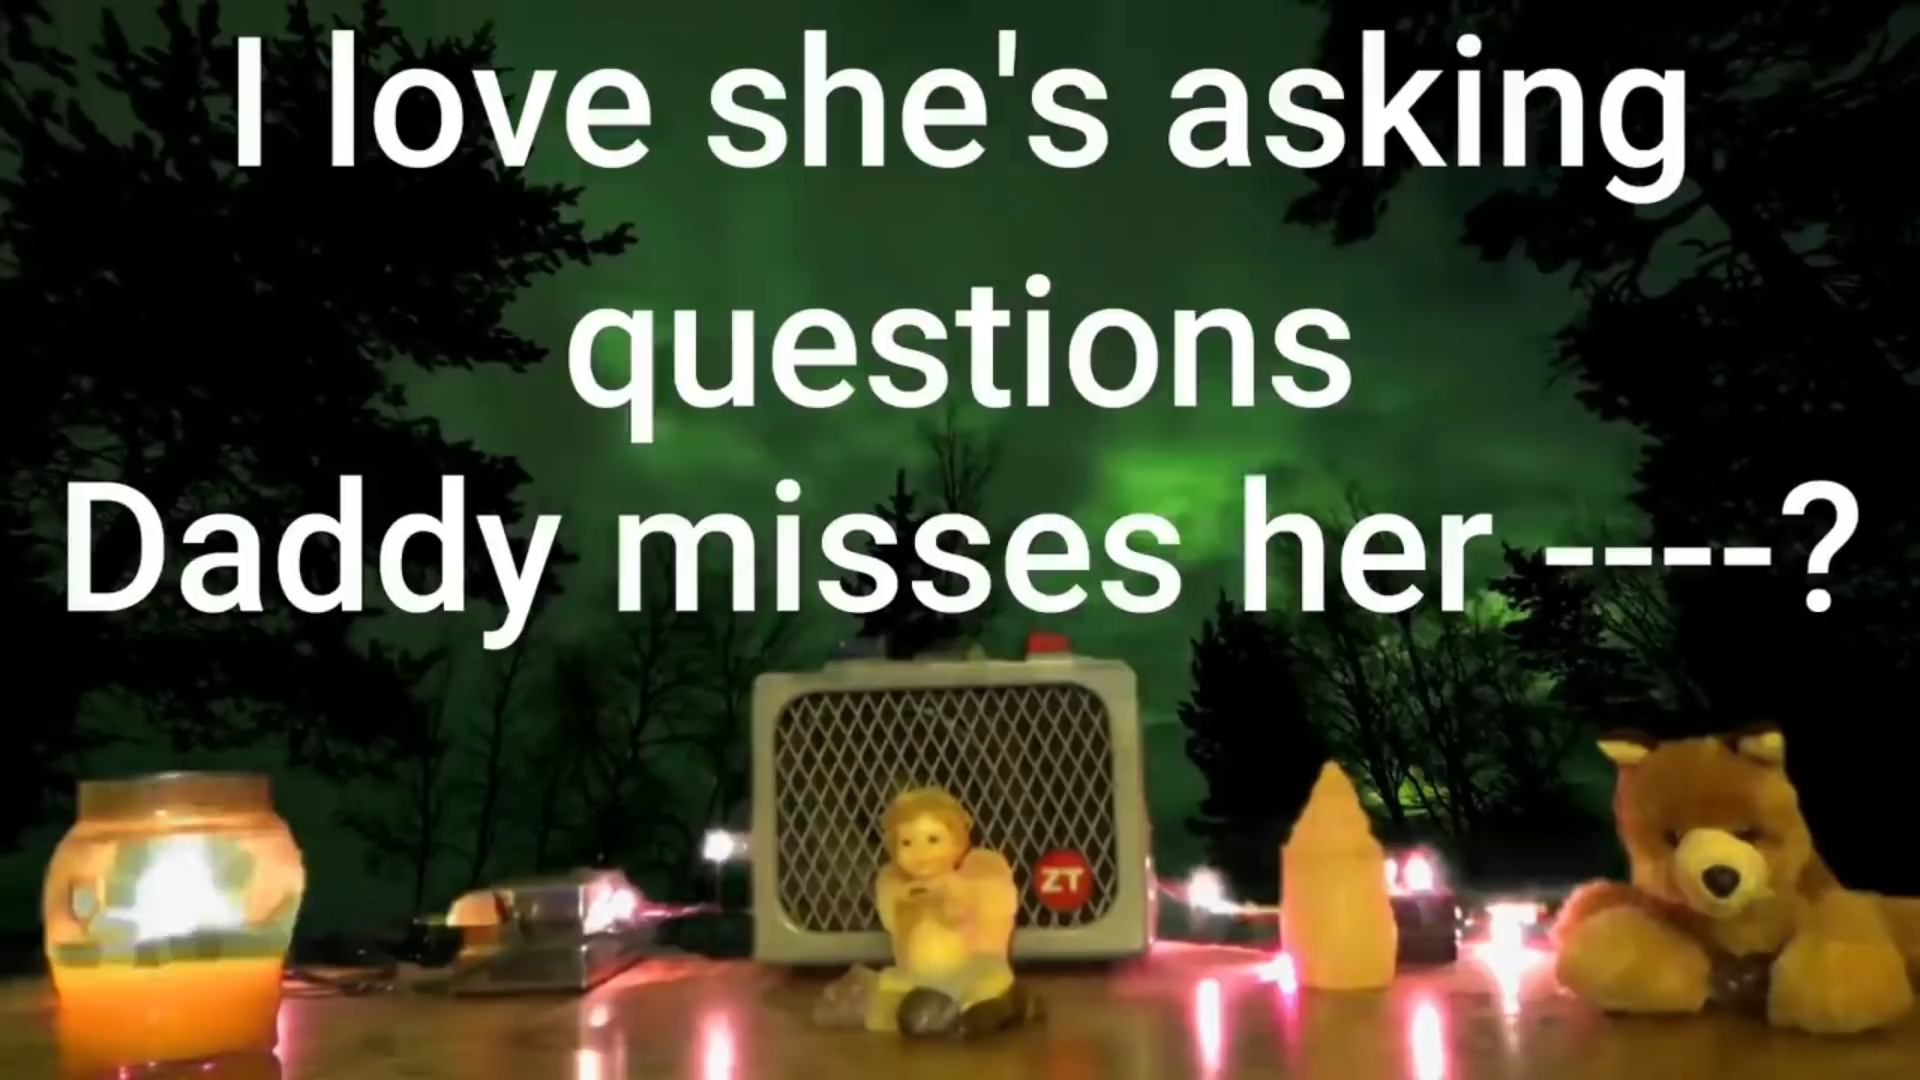 I love she's asking
questions
Daddy misses her ----?
ZT